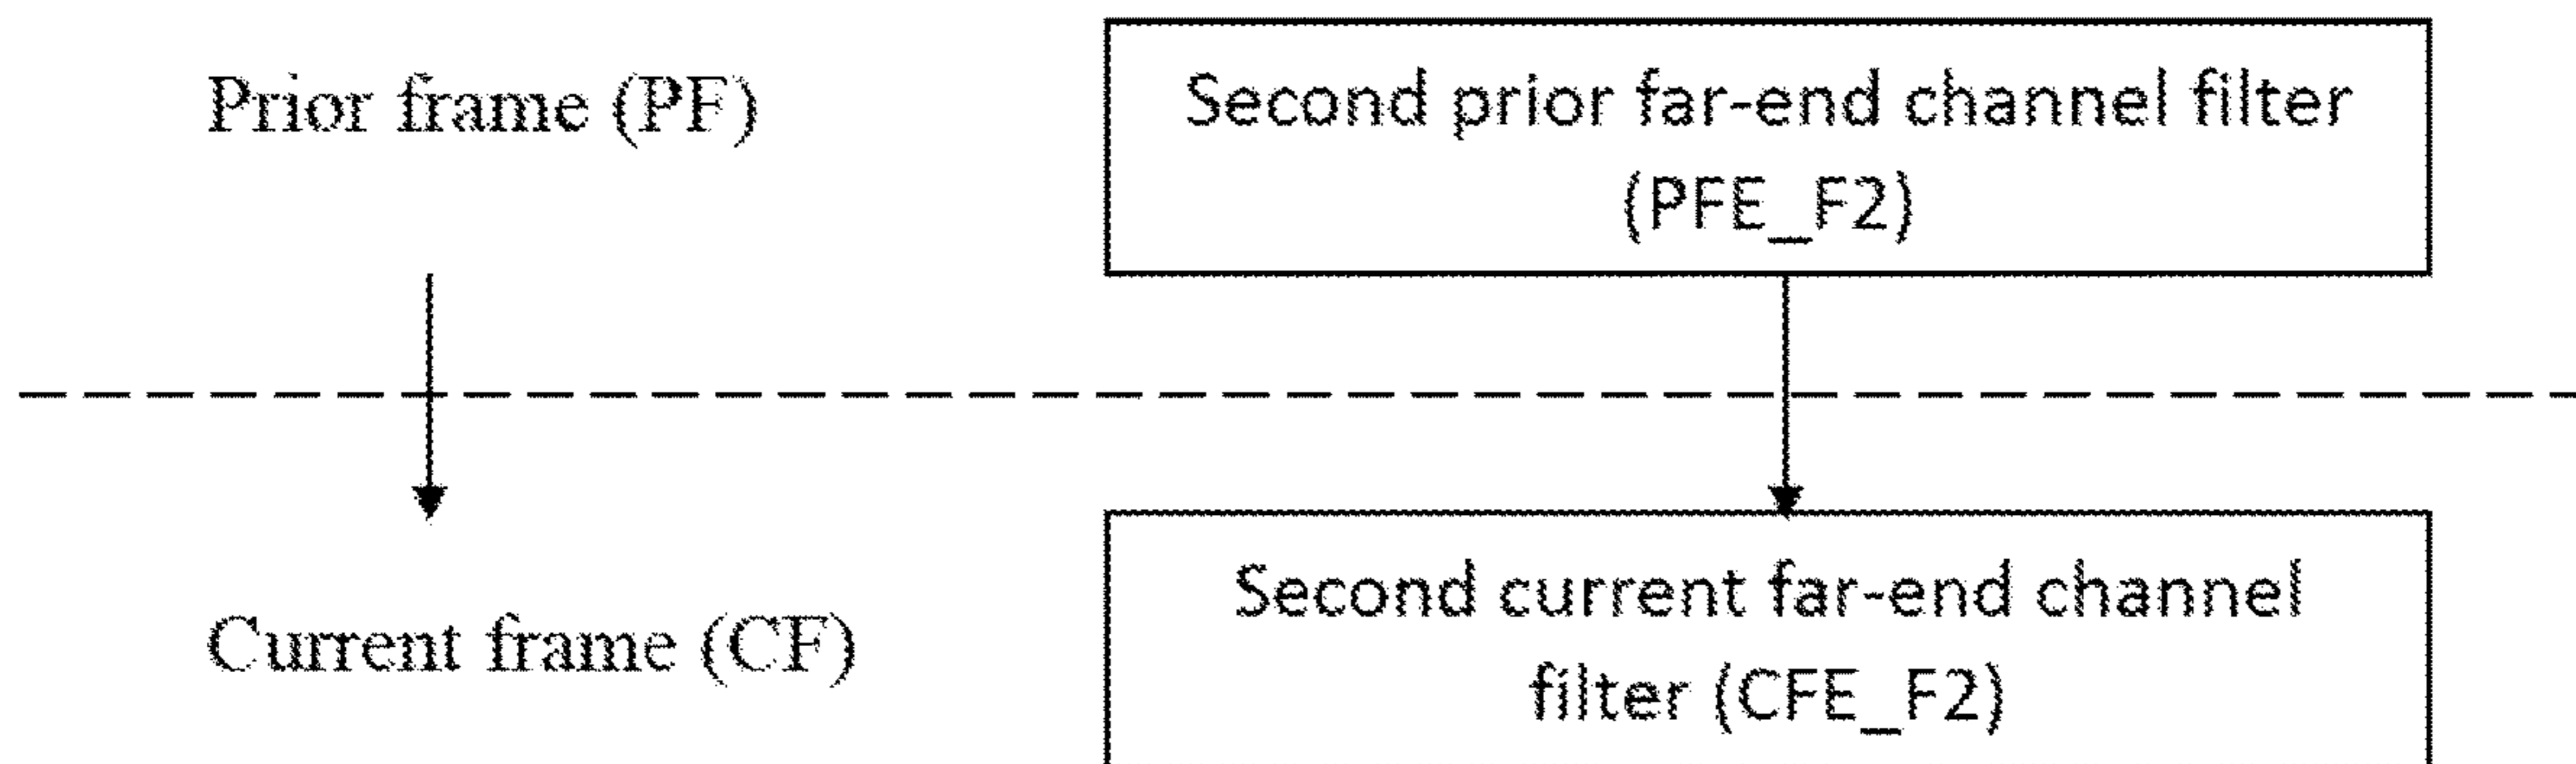 Prior frame (PF)
Second prior far-end channel filter
(PFE_F2)
Current frame (CF)
Second current far-end channel
filter (CFE_F2)